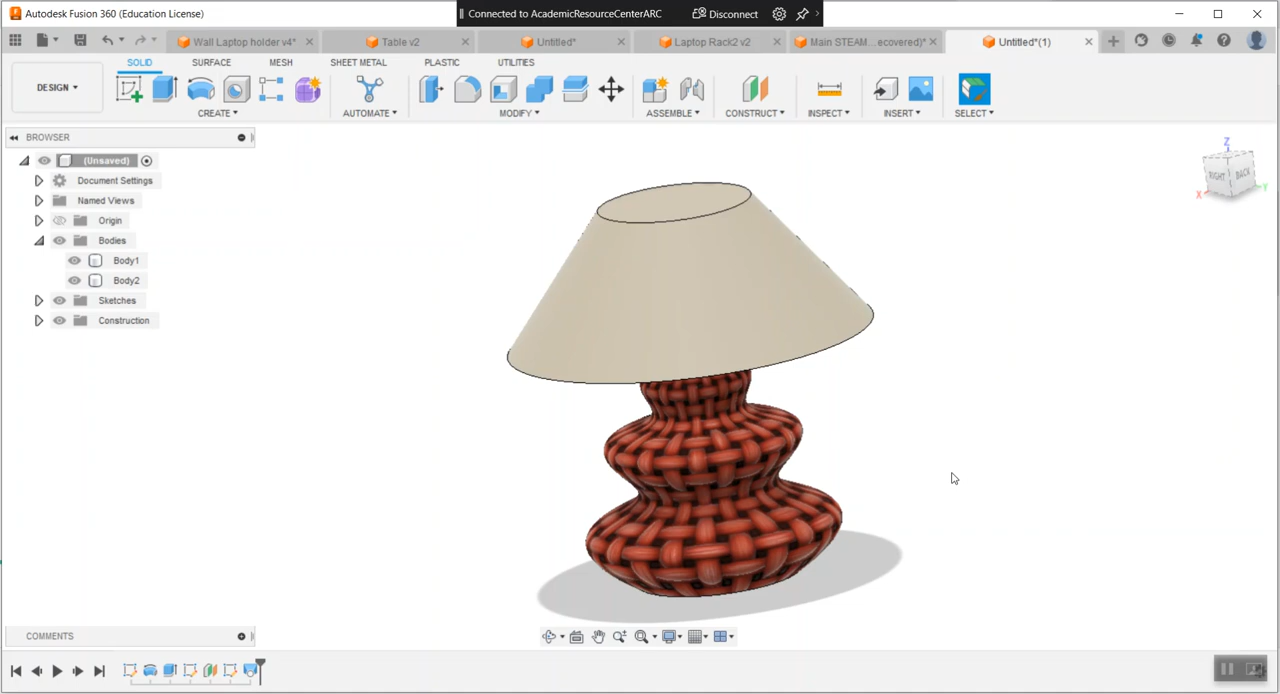 Autodesk Fusion 360 (Education License)
Connected to AcademicResourceCenterARC
Disconnect
Wall Laptop holder v4*
Table v2
Untitled*
Laptop Rack2 v2
Main STEAM ...ecovered)*
Untitled*(1)
DESIGN
SOLID
SURFACE
MESH
SHEET METAL
PLASTIC
UTILITIES
CREATE
AUTOMATE
MODIFY
ASSEMBLE
CONSTRUCT
INSPECT
INSERT
SELECT
BROWSER
(Unsaved)
Document Settings
Named Views
Origin
Bodies
Body1
Body2
Sketches
Construction
Z
RIGHT
BACK
X
Y
COMMENTS